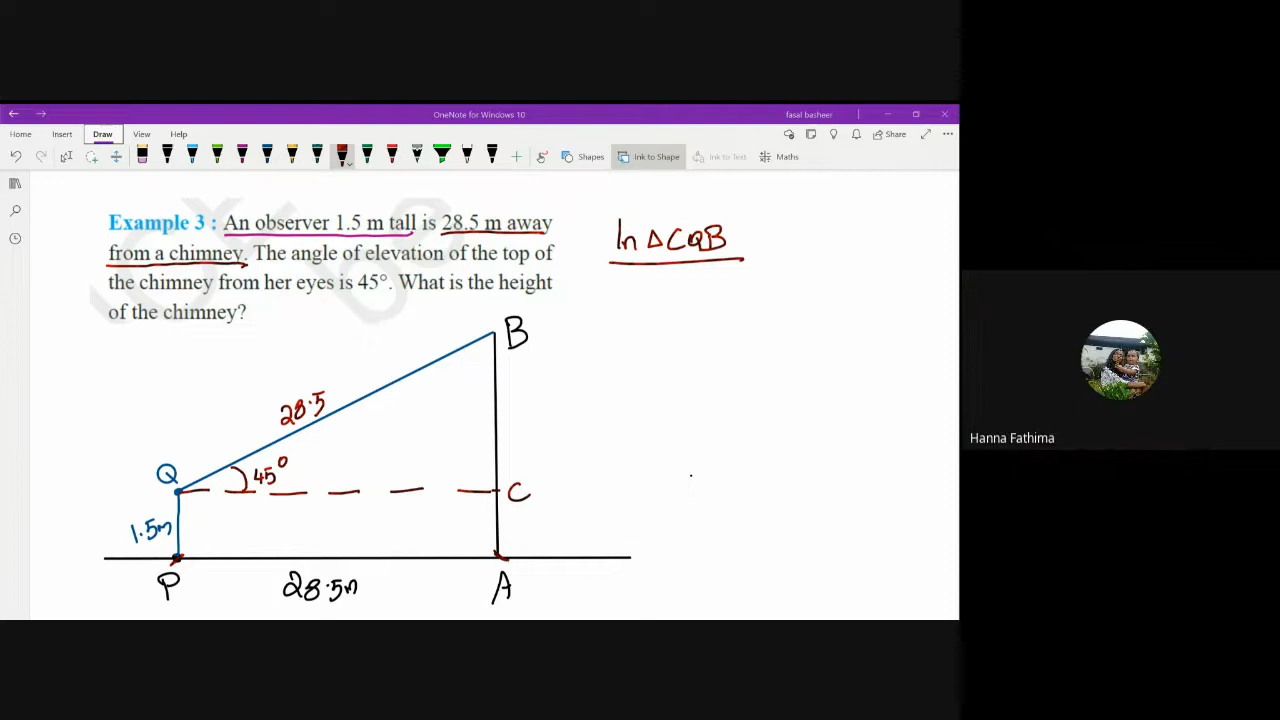 OneNote for Windows 10
fasal basheer
Home Insert Draw View Help
Share
Shapes Ink to Shape Ink to Text Maths
Example 3 : An observer 1.5 m tall is 28.5 m away
from a chimney. The angle of elevation of the top of
the chimney from her eyes is 45°. What is the height
of the chimney?
In △CQB
B
28.5
Q
45°
C
1.5m
P
28.5m
A
Hanna Fathima